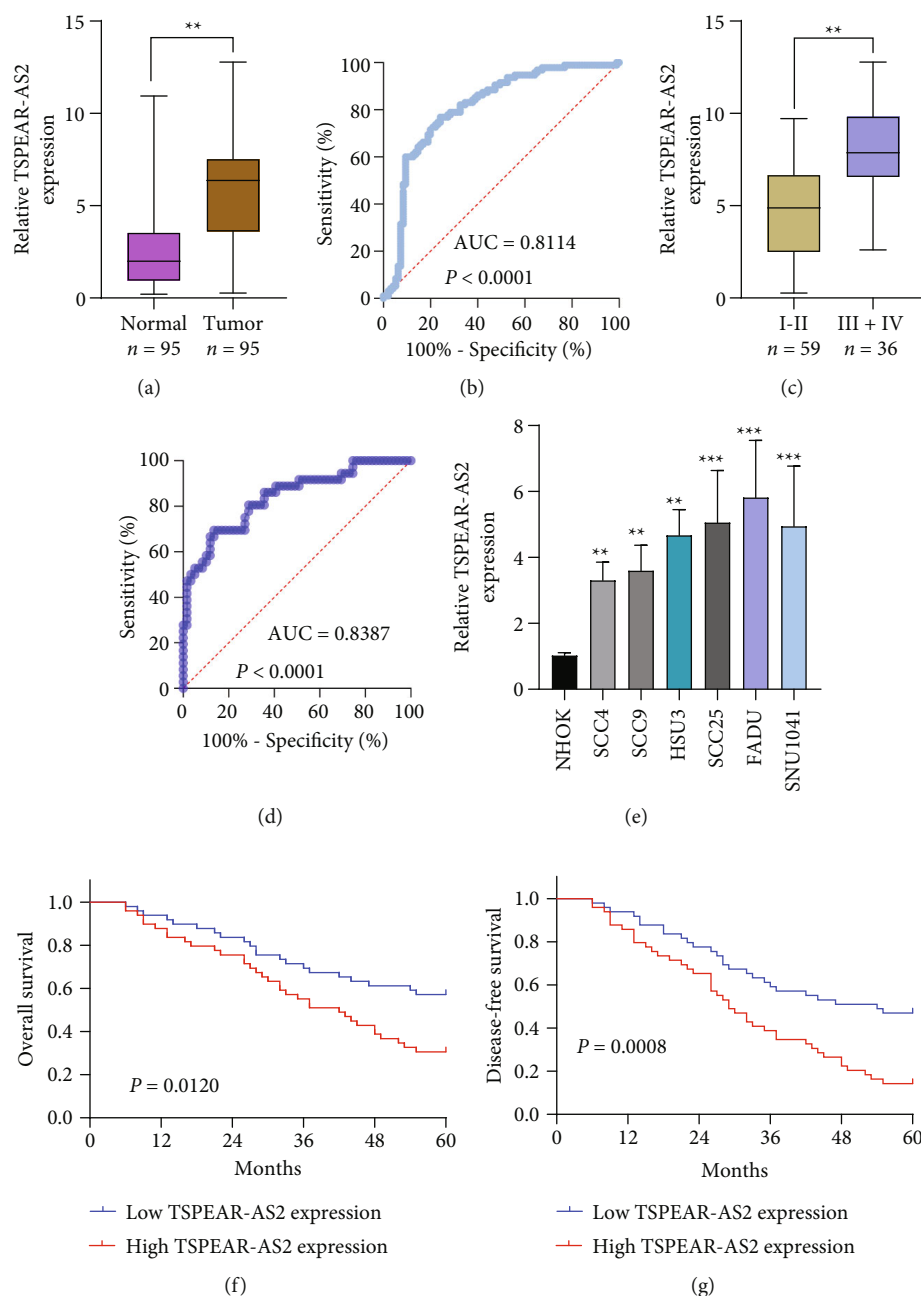 15
10
5
0
Relative TSPEAR-AS2
expression
**
Normal
n = 95
Tumor
n = 95
(a)
100
80
60
40
20
0
Sensitivity (%)
AUC = 0.8114
P < 0.0001
0 20 40 60 80 100
100% - Specificity (%)
(b)
15
10
5
0
Relative TSPEAR-AS2
expression
**
I-II
n = 59
III + IV
n = 36
(c)
100
80
60
40
20
0
Sensitivity (%)
AUC = 0.8387
P < 0.0001
0 20 40 60 80 100
100% - Specificity (%)
(d)
8
6
4
2
0
Relative TSPEAR-AS2
expression
** ** ** *** *** ***
NHOK
SCC4
SCC9
HSU3
SCC25
FADU
SNU1041
(e)
1.0
0.8
0.6
0.4
0.2
0.0
Overall survival
P = 0.0120
0 12 24 36 48 60
Months
Low TSPEAR-AS2 expression
High TSPEAR-AS2 expression
(f)
1.0
0.8
0.6
0.4
0.2
0.0
Disease-free survival
P = 0.0008
0 12 24 36 48 60
Months
Low TSPEAR-AS2 expression
High TSPEAR-AS2 expression
(g)